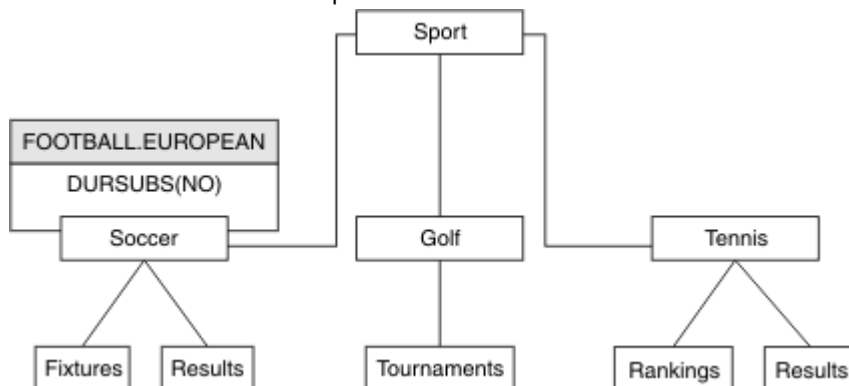 Sport
FOOTBALL.EUROPEAN
DURSUBS(NO)
Soccer
Golf
Tennis
Fixtures
Results
Tournaments
Rankings
Results